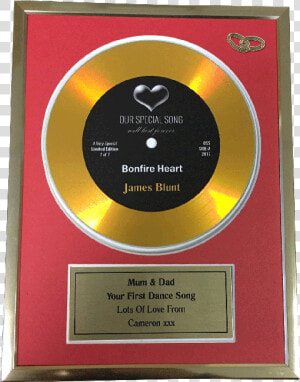 OUR SPECIAL SONG
A Very Special
Limited Edition
1 of 1
Bonfire Heart
James Blunt
Mum & Dad
Your First Dance Song
Lots Of Love From
Cameron xxx